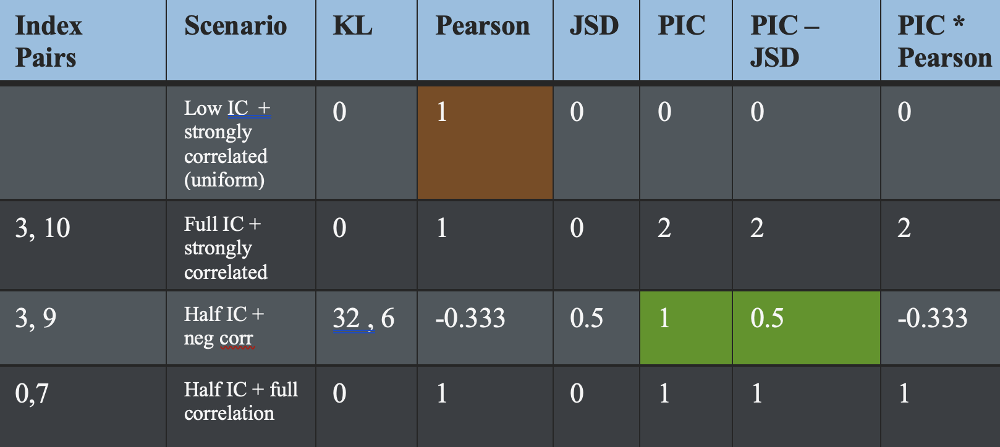 Index Pairs	Scenario	KL	Pearson	JSD	PIC	PIC – JSD	PIC * Pearson
	Low IC + strongly correlated (uniform)	0	1	0	0	0	0
3, 10	Full IC + strongly correlated	0	1	0	2	2	2
3, 9	Half IC + neg corr	32 , 6	-0.333	0.5	1	0.5	-0.333
0,7	Half IC + full correlation	0	1	0	1	1	1